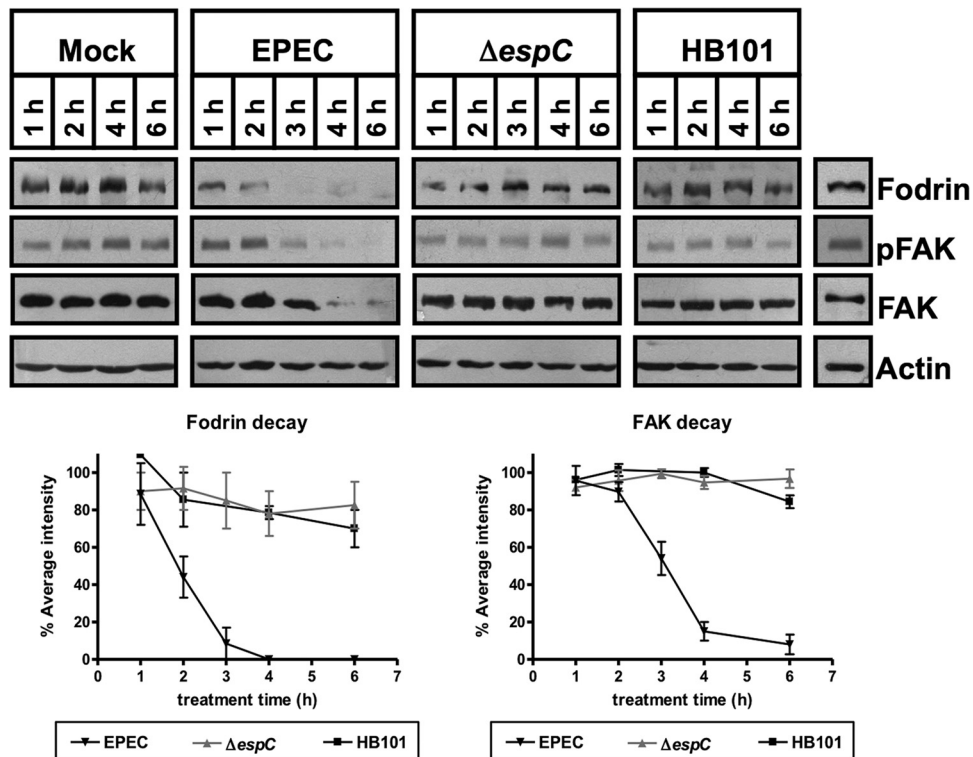 Mock EPEC ΔespC HB101
1 h 2 h 4 h 6 h 1 h 2 h 3 h 4 h 6 h 1 h 2 h 3 h 4 h 6 h 1 h 2 h 4 h 6 h
Fodrin
pFAK
FAK
Actin
Fodrin decay
% Average intensity
100
80
60
40
20
0
0 1 2 3 4 5 6 7
treatment time (h)
EPEC ΔespC HB101
FAK decay
% Average intensity
100
80
60
40
20
0
0 1 2 3 4 5 6 7
treatment time (h)
EPEC ΔespC HB101